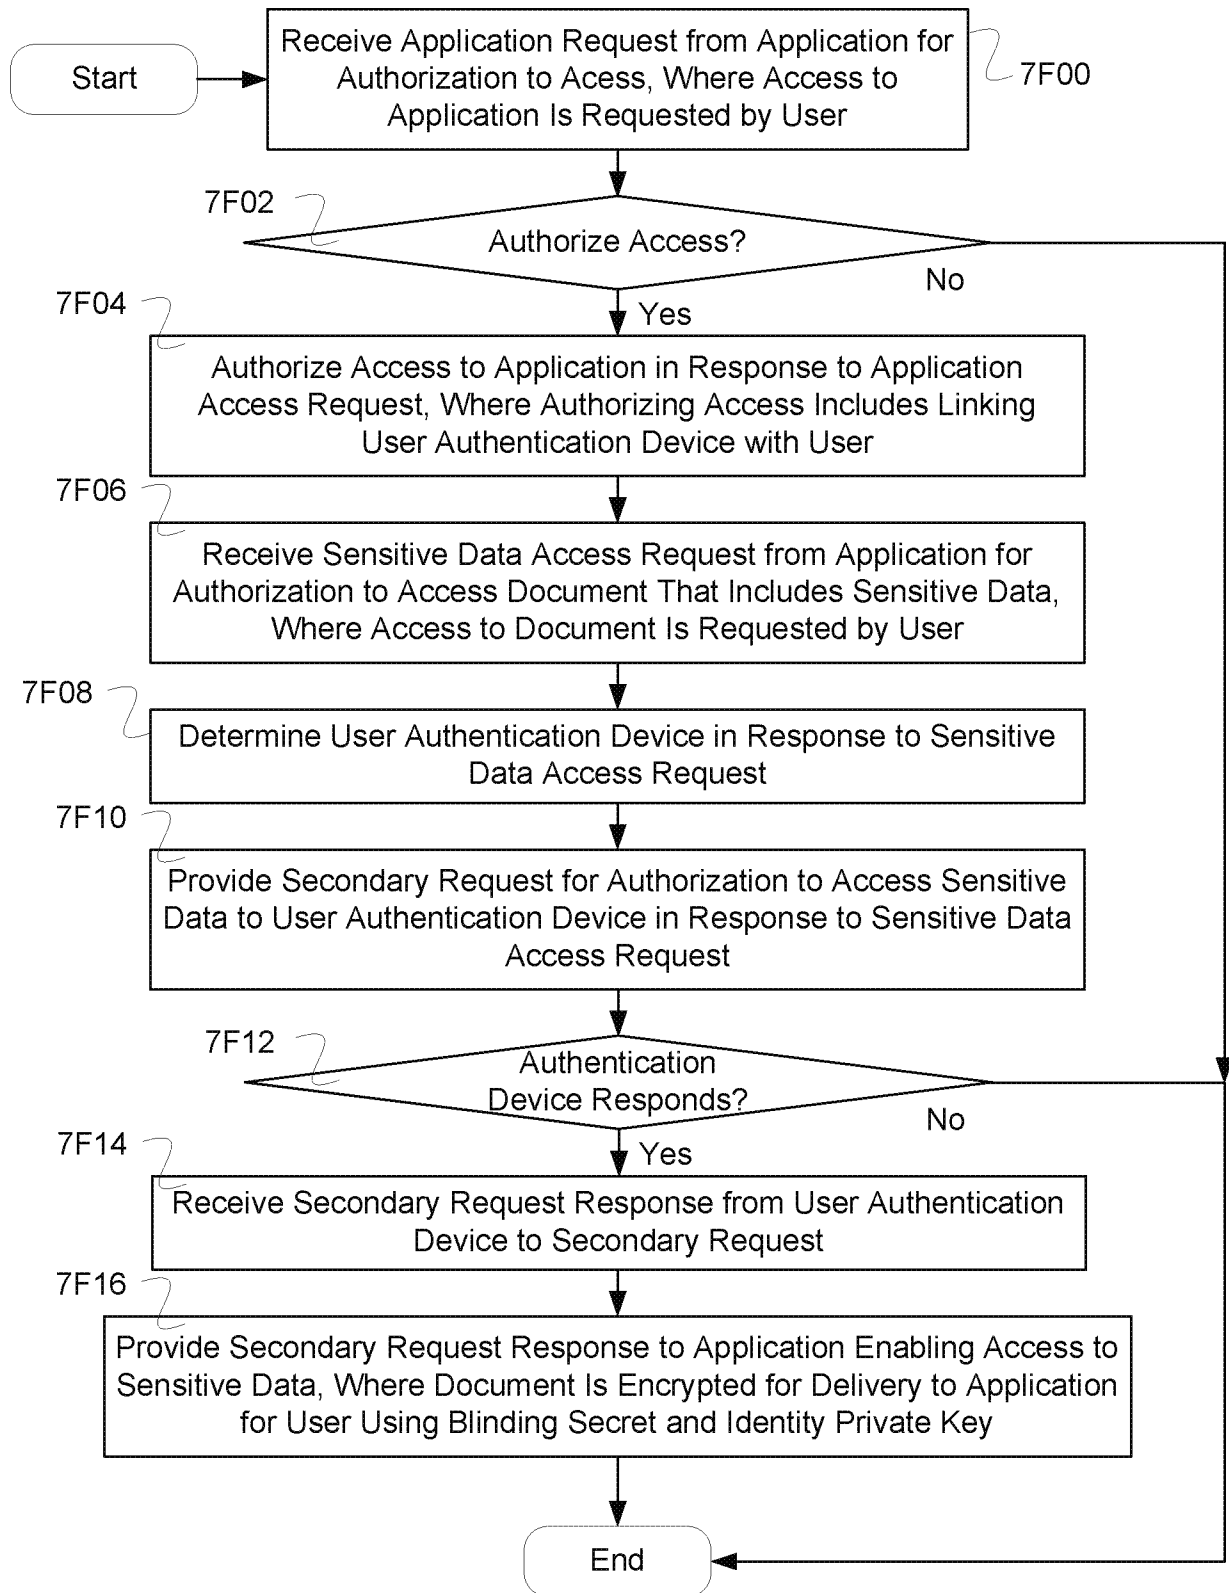 Start
Receive Application Request from Application for
Authorization to Acess, Where Access to
Application Is Requested by User
7F00
7F02
Authorize Access?
No
Yes
7F04
Authorize Access to Application in Response to Application
Access Request, Where Authorizing Access Includes Linking
User Authentication Device with User
7F06
Receive Sensitive Data Access Request from Application for
Authorization to Access Document That Includes Sensitive Data,
Where Access to Document Is Requested by User
7F08
Determine User Authentication Device in Response to Sensitive
Data Access Request
7F10
Provide Secondary Request for Authorization to Access Sensitive
Data to User Authentication Device in Response to Sensitive Data
Access Request
7F12
Authentication
Device Responds?
No
Yes
7F14
Receive Secondary Request Response from User Authentication
Device to Secondary Request
7F16
Provide Secondary Request Response to Application Enabling Access to
Sensitive Data, Where Document Is Encrypted for Delivery to Application
for User Using Blinding Secret and Identity Private Key
End